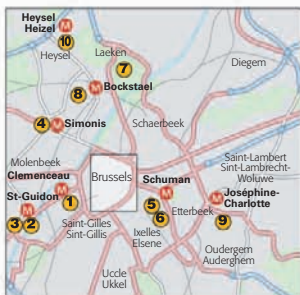 Heysel
Heizel
M
10
Heysel
Laeken
7
Diegem
8
M
Bockstael
4
M
Simonis
Schaerbeek
Molenbeek
Clemenceau
M
Brussels
Schuman
M
Saint-Lambert
Sint-Lambrecht-
Woluwe
St-Guidon
M
1
3
2
Saint-Gilles
Sint-Gillis
5
6
Etterbeek
M
Joséphine-
Charlotte
9
Ixelles
Elsene
Oudergem
Auderghem
Uccle
Ukkel